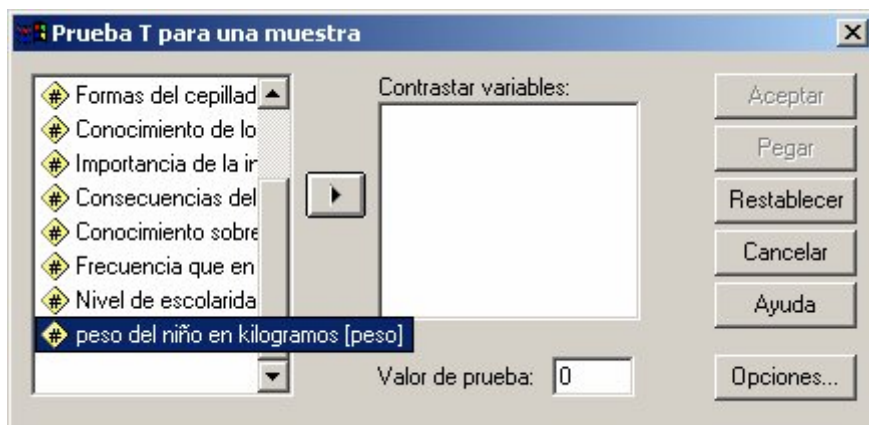 Prueba T para una muestra
Formas del cepillad
Conocimiento de lo
Importancia de la in
Consecuencias del
Conocimiento sobre
Frecuencia que en
Nivel de escolarida
peso del niño en kilogramos [peso]
Contrastar variables:
Valor de prueba: 0
Aceptar
Pegar
Restablecer
Cancelar
Ayuda
Opciones...